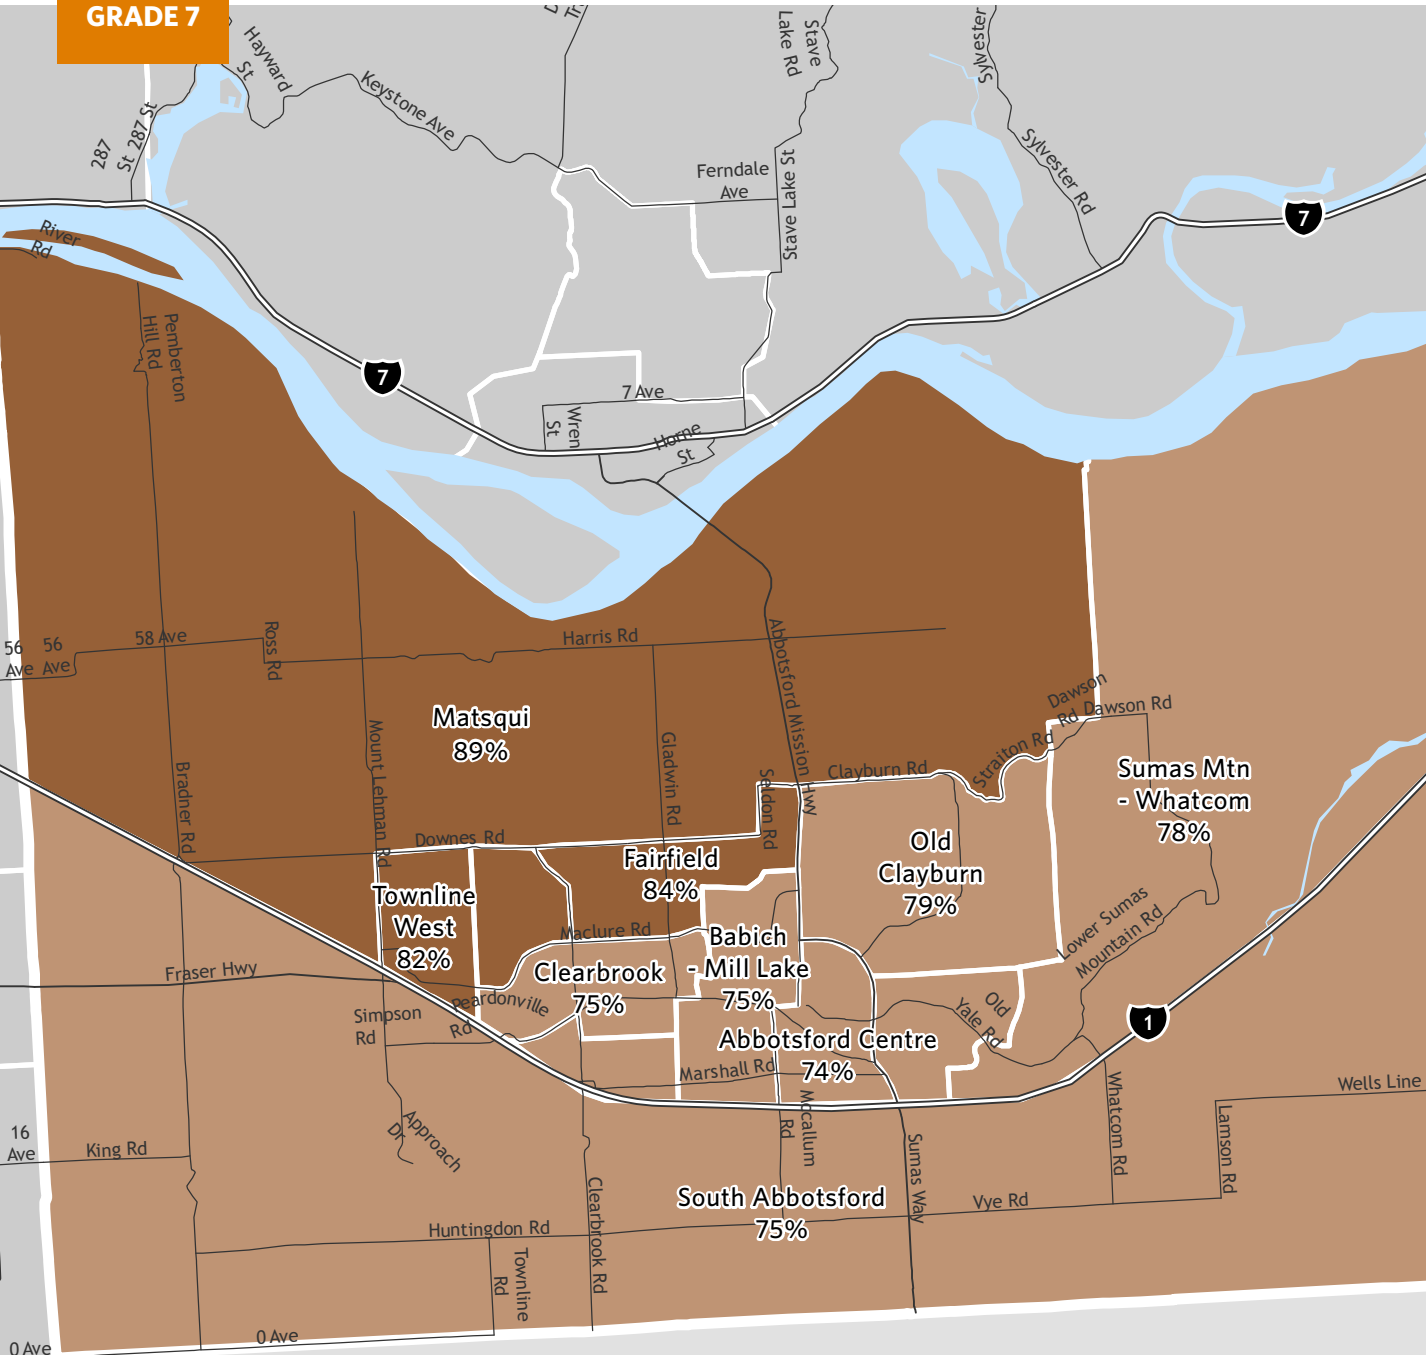 GRADE 7
Hayward
St
Keystone Ave
Stave
Lake Rd
Sylvester
287
St
287 St
Ferndale
Ave
Stave Lake St
Sylvester Rd
7
River
Rd
Pemberton
Hill Rd
7
7 Ave
Wren
St
Horne
St
56
Ave
56
Ave
58 Ave
Ross Rd
Harris Rd
Abbotsford Mission Hwy
Matsqui
89%
Mount Lehman Rd
Gladwin Rd
Bradner Rd
Seldon Rd
Clayburn Rd
Straiton Rd
Dawson
Rd
Dawson Rd
Sumas Mtn
- Whatcom
78%
Downes Rd
Fairfield
84%
Old
Clayburn
79%
Townline
West
82%
Maclure Rd
Babich
- Mill Lake
75%
Clearbrook
75%
Lower Sumas
Mountain Rd
Fraser Hwy
Peardonville
Rd
Simpson
Rd
Old
Yale Rd
1
Abbotsford Centre
74%
Marshall Rd
Mccallum
Rd
Whatcom Rd
Wells Line
Lamson Rd
16
Ave
King Rd
Approach
Dr
Sumas Way
South Abbotsford
75%
Vye Rd
Clearbrook Rd
Huntingdon Rd
Townline
Rd
0 Ave
0 Ave